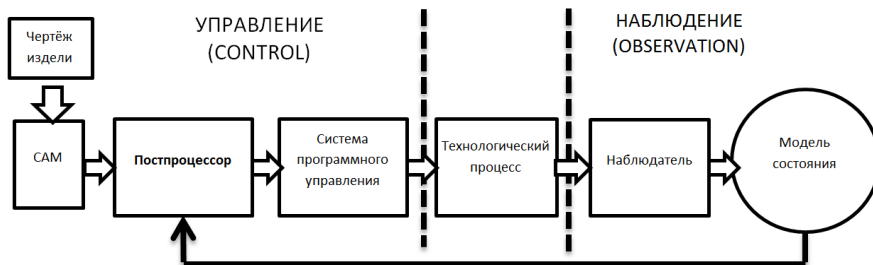 УПРАВЛЕНИЕ
(CONTROL)
НАБЛЮДЕНИЕ
(OBSERVATION)
Чертёж
издели
CAM
Постпроцессор
Система
программного
управления
Технологический
процесс
Наблюдатель
Модель
состояния